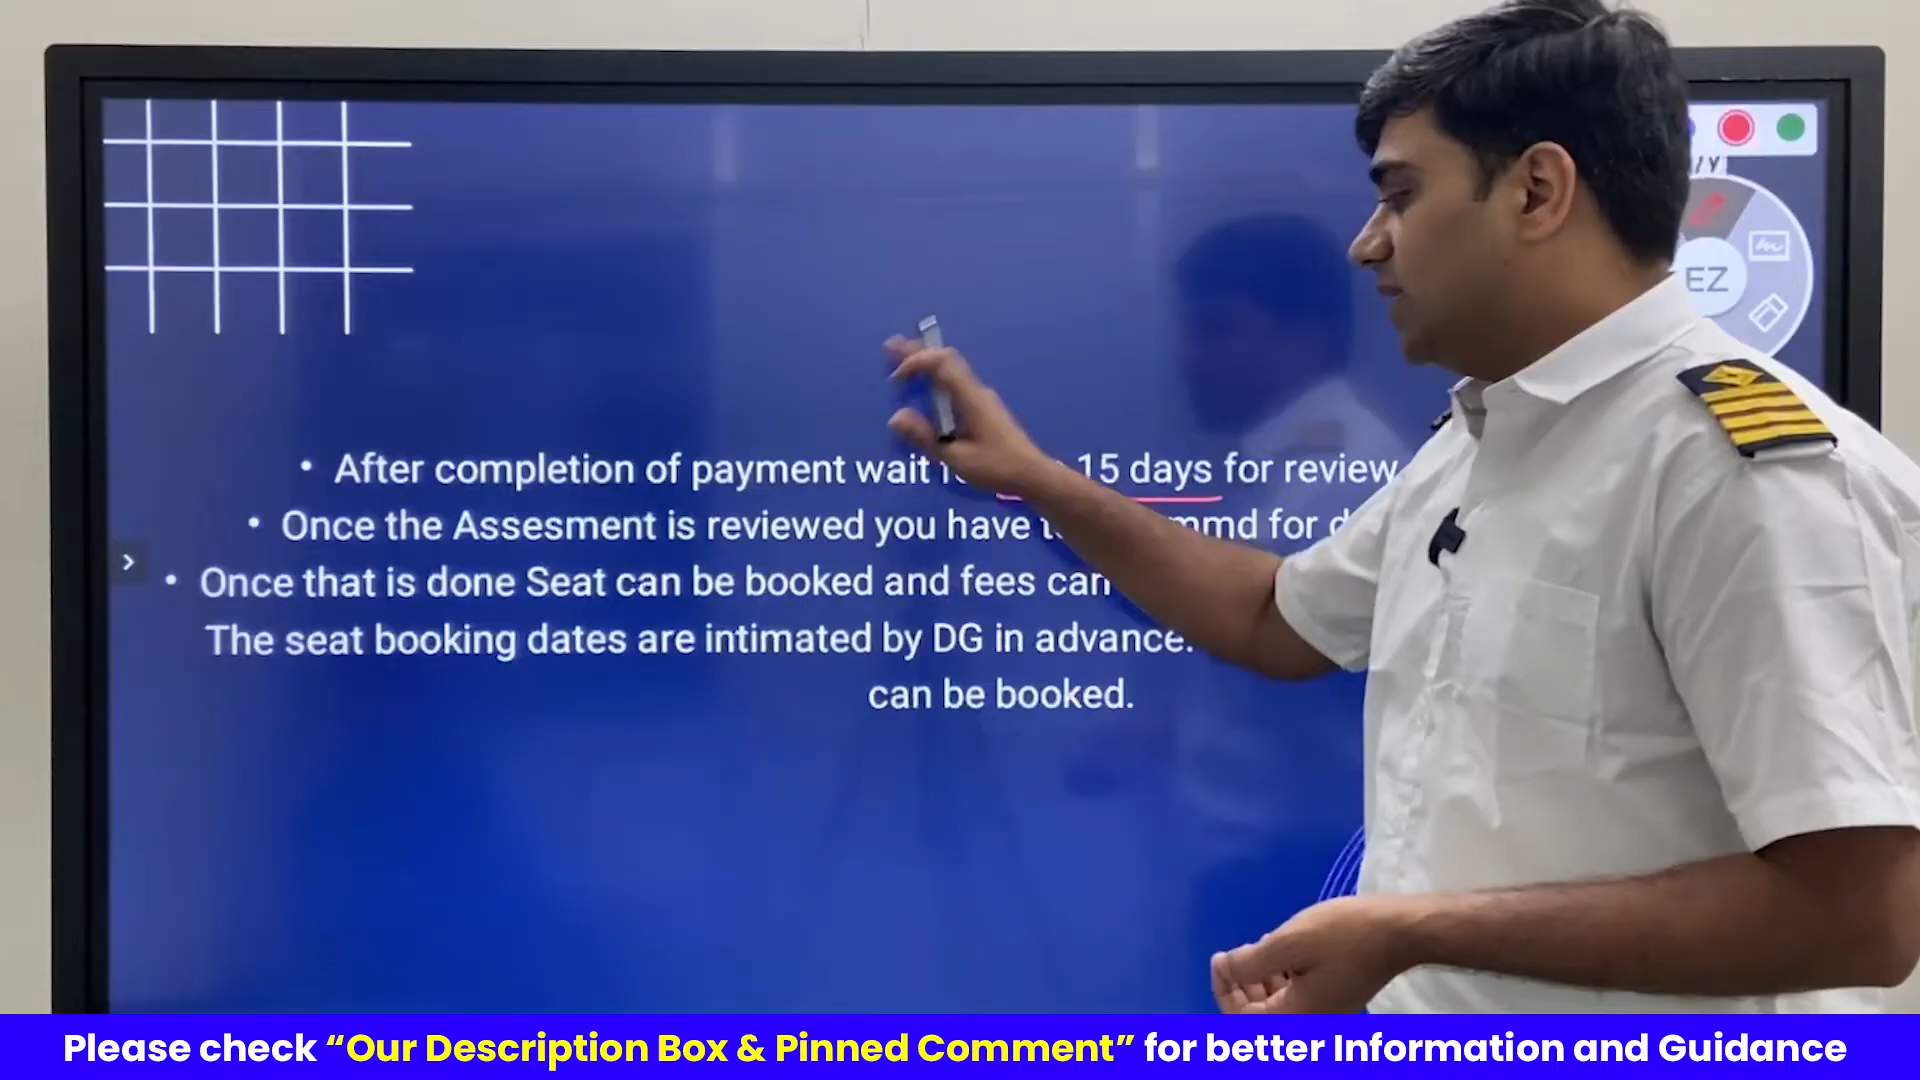 EZ
• After completion of payment wait 15 days for review
• Once the Assesment is reviewed you have for
• Once that is done Seat can be booked and fees can
The seat booking dates are intimated by DG in advance.
can be booked.
Please check “Our Description Box & Pinned Comment” for better Information and Guidance